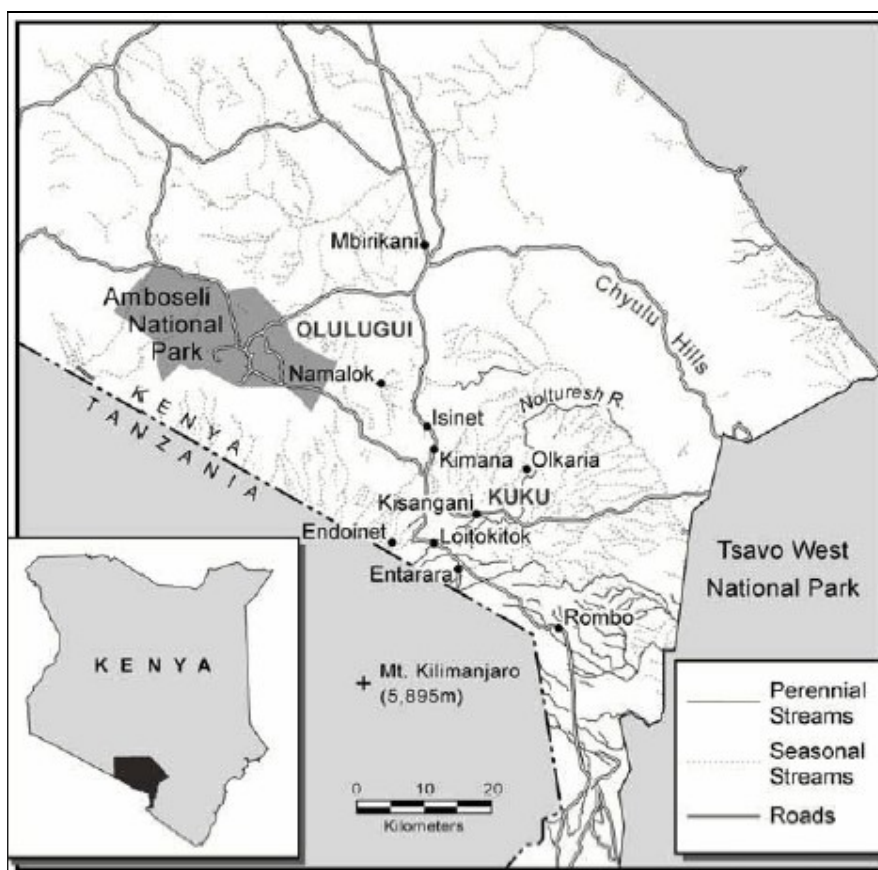 Mbirikani
Amboseli
National
Park
OLULUGUI
Namalok
Chyulu
Hills
Nolturesh R.
Isinet
Kimana
Olkaria
KENYA
TANZANIA
Kisangani
KUKU
Endoinet
Loitokitok
Entarara
Tsavo West
National Park
Rombo
Mt. Kilimanjaro
(5,895m)
KENYA
0 10 20
Kilometers
Perennial
Streams
Seasonal
Streams
Roads